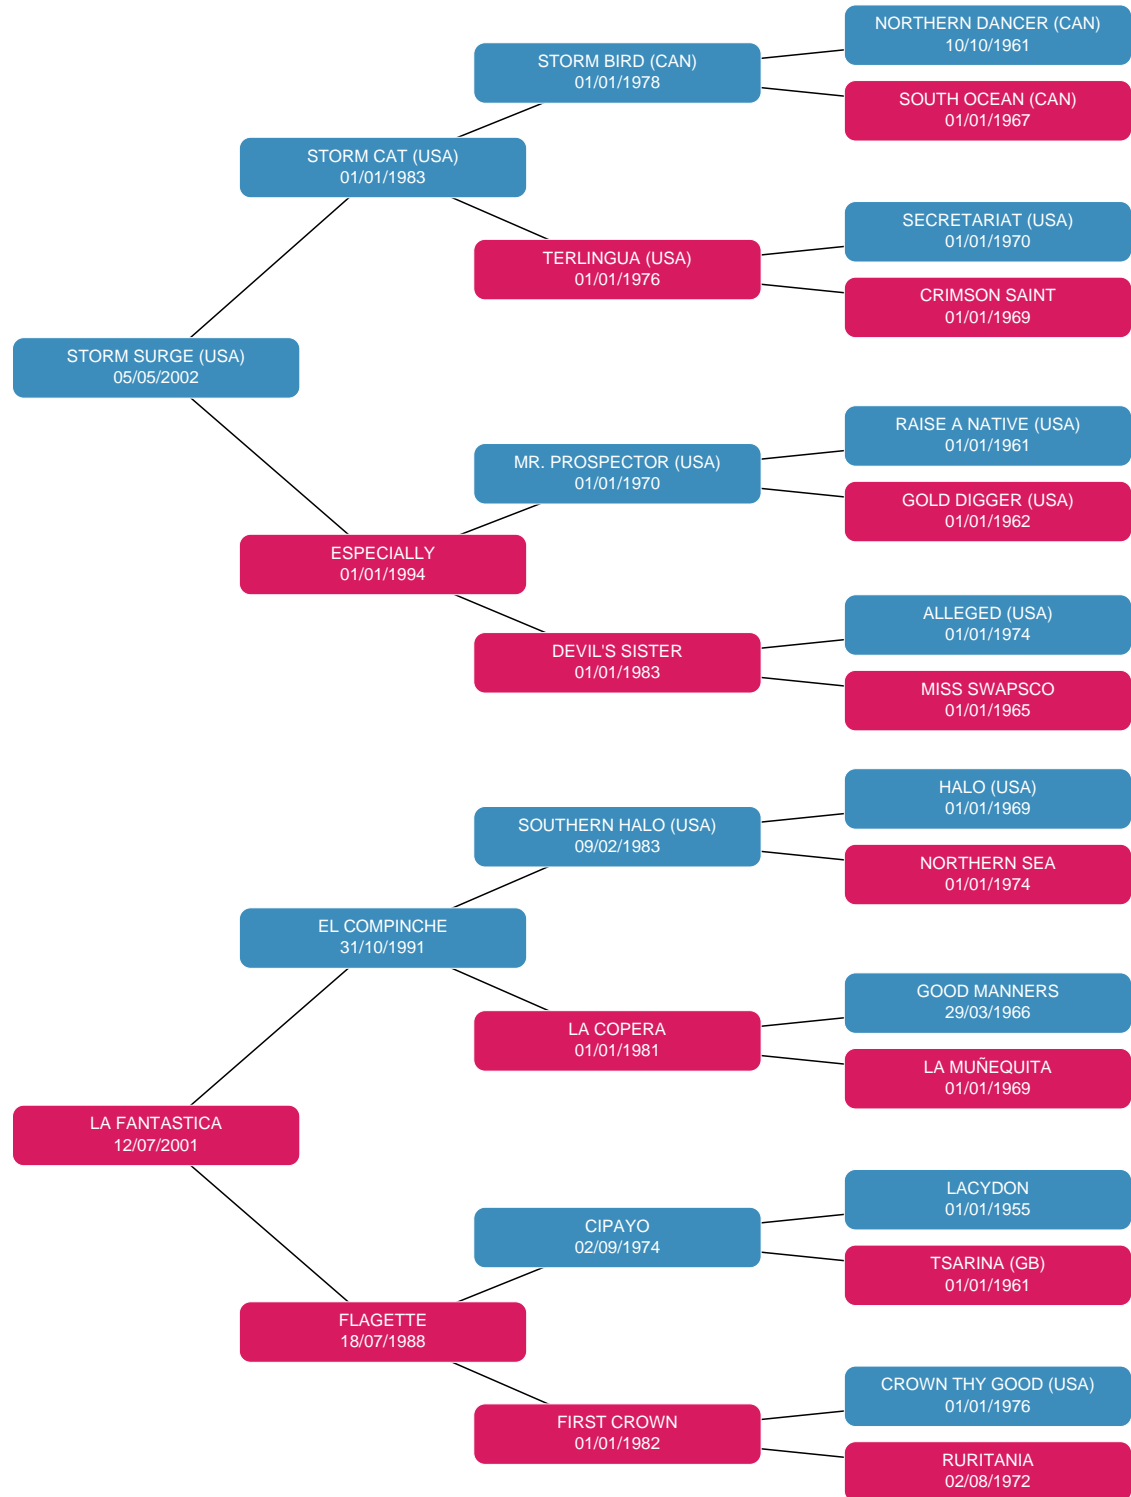 NORTHERN DANCER (CAN)
10/10/1961
STORM BIRD (CAN)
01/01/1978
SOUTH OCEAN (CAN)
01/01/1967
STORM CAT (USA)
01/01/1983
SECRETARIAT (USA)
01/01/1970
TERLINGUA (USA)
01/01/1976
CRIMSON SAINT
01/01/1969
STORM SURGE (USA)
05/05/2002
RAISE A NATIVE (USA)
01/01/1961
MR. PROSPECTOR (USA)
01/01/1970
GOLD DIGGER (USA)
01/01/1962
ESPECIALLY
01/01/1994
ALLEGED (USA)
01/01/1974
DEVIL'S SISTER
01/01/1983
MISS SWAPSCO
01/01/1965
HALO (USA)
01/01/1969
SOUTHERN HALO (USA)
09/02/1983
NORTHERN SEA
01/01/1974
EL COMPINCHE
31/10/1991
GOOD MANNERS
29/03/1966
LA COPERA
01/01/1981
LA MUÑEQUITA
01/01/1969
LA FANTASTICA
12/07/2001
LACYDON
01/01/1955
CIPAYO
02/09/1974
TSARINA (GB)
01/01/1961
FLAGETTE
18/07/1988
CROWN THY GOOD (USA)
01/01/1976
FIRST CROWN
01/01/1982
RURITANIA
02/08/1972